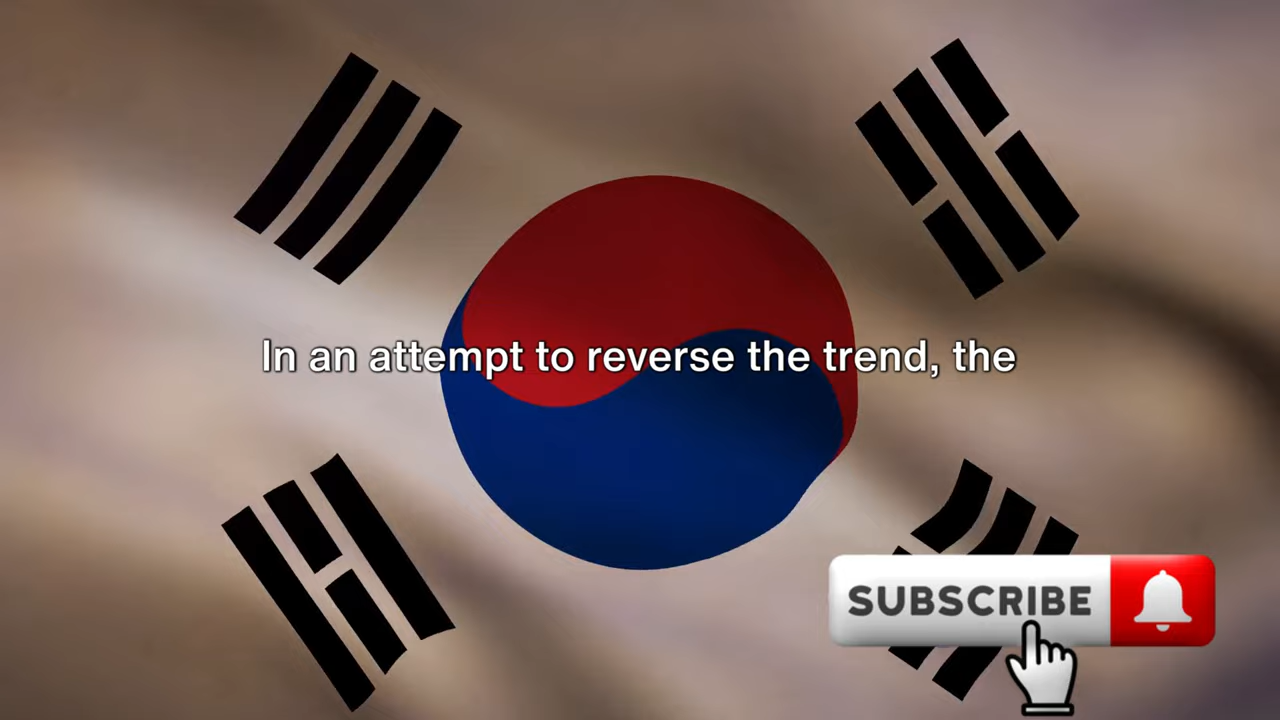 In an attempt to reverse the trend, the
SUBSCRIBE